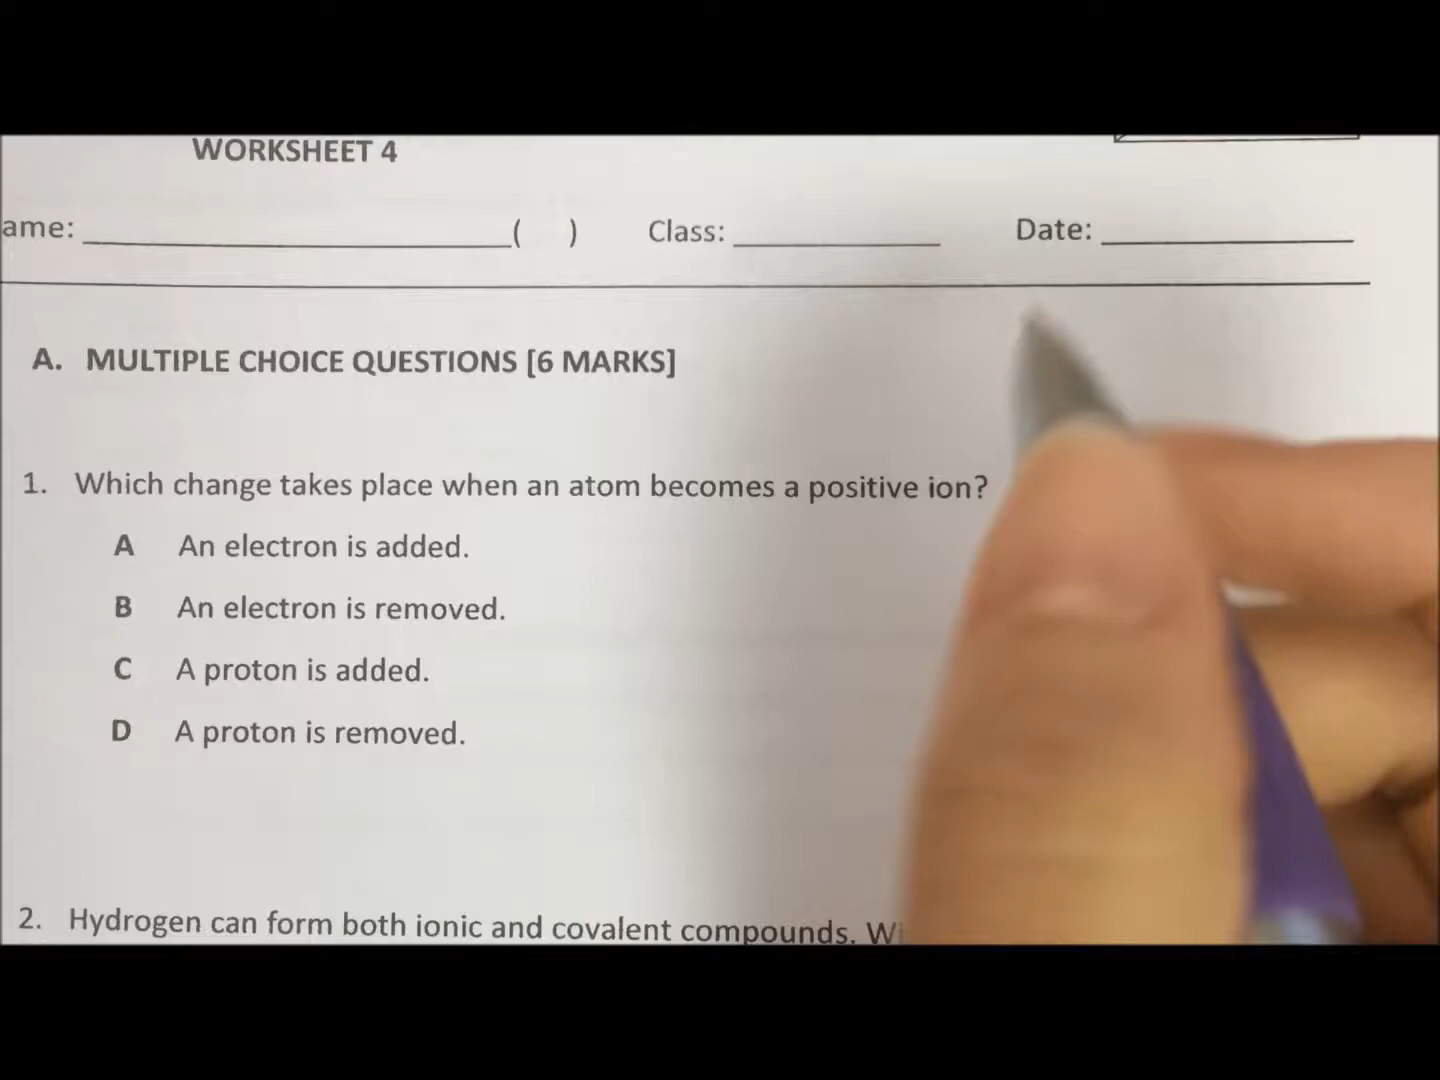 WORKSHEET 4
ame: ( ) Class: Date:
A. MULTIPLE CHOICE QUESTIONS [6 MARKS]
1. Which change takes place when an atom becomes a positive ion?
A An electron is added.
B An electron is removed.
C A proton is added.
D A proton is removed.
2. Hydrogen can form both ionic and covalent compounds.